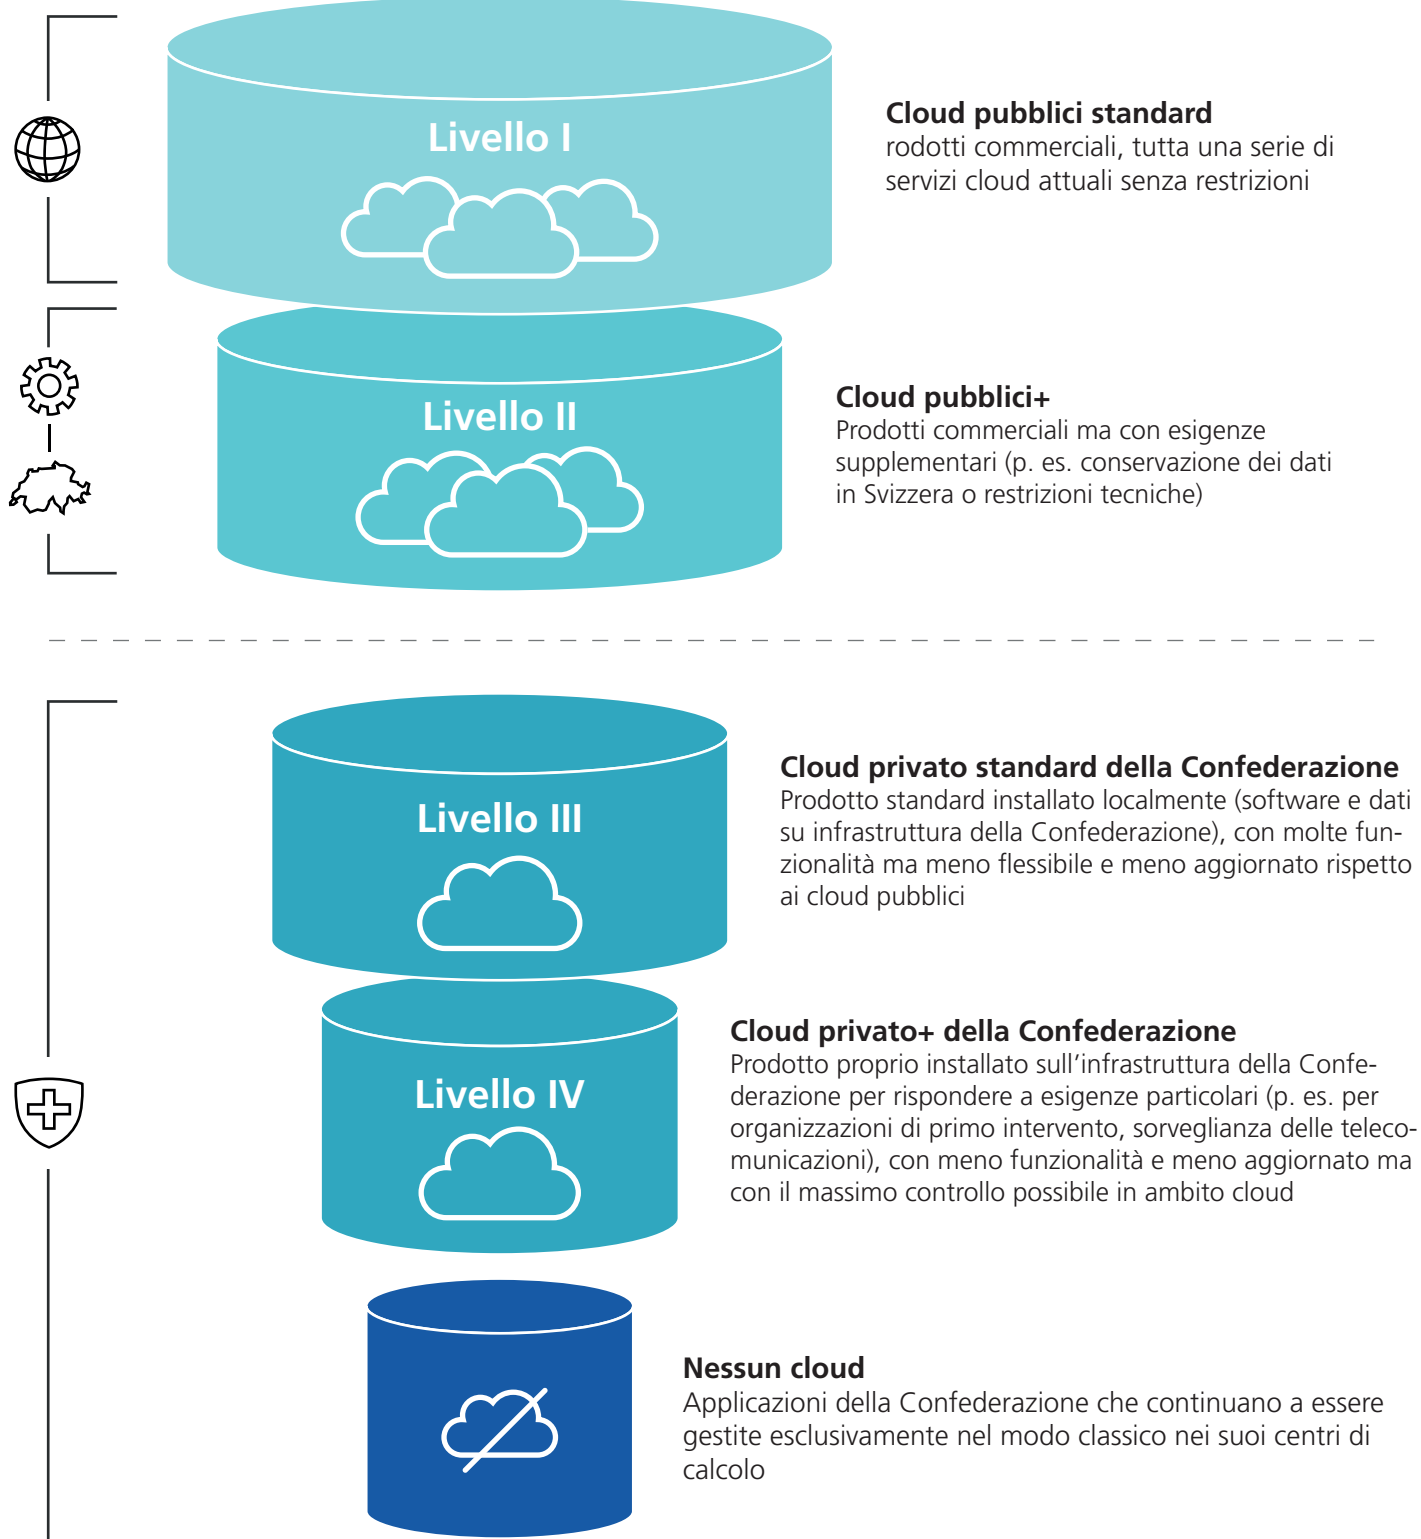 Livello I
Cloud pubblici standard
rodotti commerciali, tutta una serie di
servizi cloud attuali senza restrizioni
Livello II
Cloud pubblici+
Prodotti commerciali ma con esigenze
supplementari (p. es. conservazione dei dati
in Svizzera o restrizioni tecniche)
Livello III
Cloud privato standard della Confederazione
Prodotto standard installato localmente (software e dati
su infrastruttura della Confederazione), con molte fun-
zionalità ma meno flessibile e meno aggiornato rispetto
ai cloud pubblici
Livello IV
Cloud privato+ della Confederazione
Prodotto proprio installato sull’infrastruttura della Confe-
derazione per rispondere a esigenze particolari (p. es. per
organizzazioni di primo intervento, sorveglianza delle teleco-
municazioni), con meno funzionalità e meno aggiornato ma
con il massimo controllo possibile in ambito cloud
Nessun cloud
Applicazioni della Confederazione che continuano a essere
gestite esclusivamente nel modo classico nei suoi centri di
calcolo